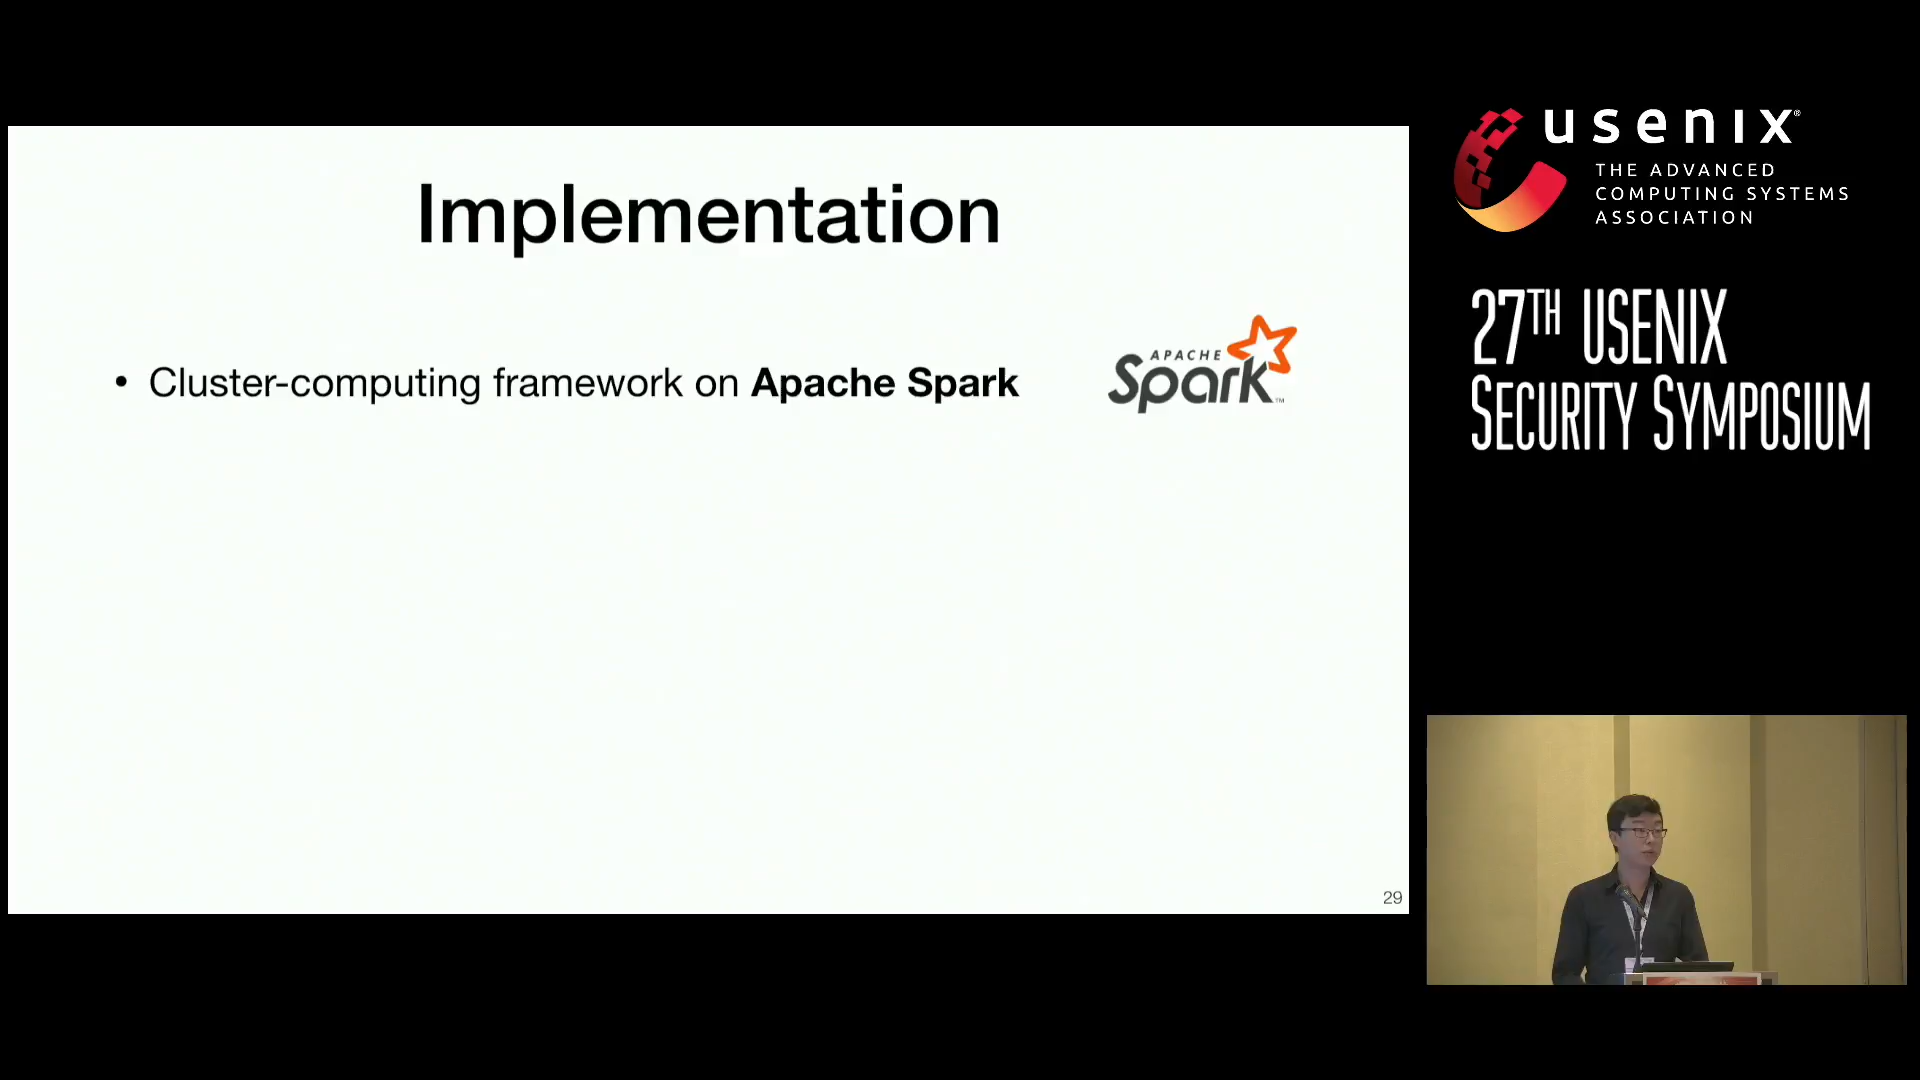 Implementation
• Cluster-computing framework on Apache Spark
APACHE
Spark™
29
usenix®
THE ADVANCED
COMPUTING SYSTEMS
ASSOCIATION
27TH USENIX
SECURITY SYMPOSIUM